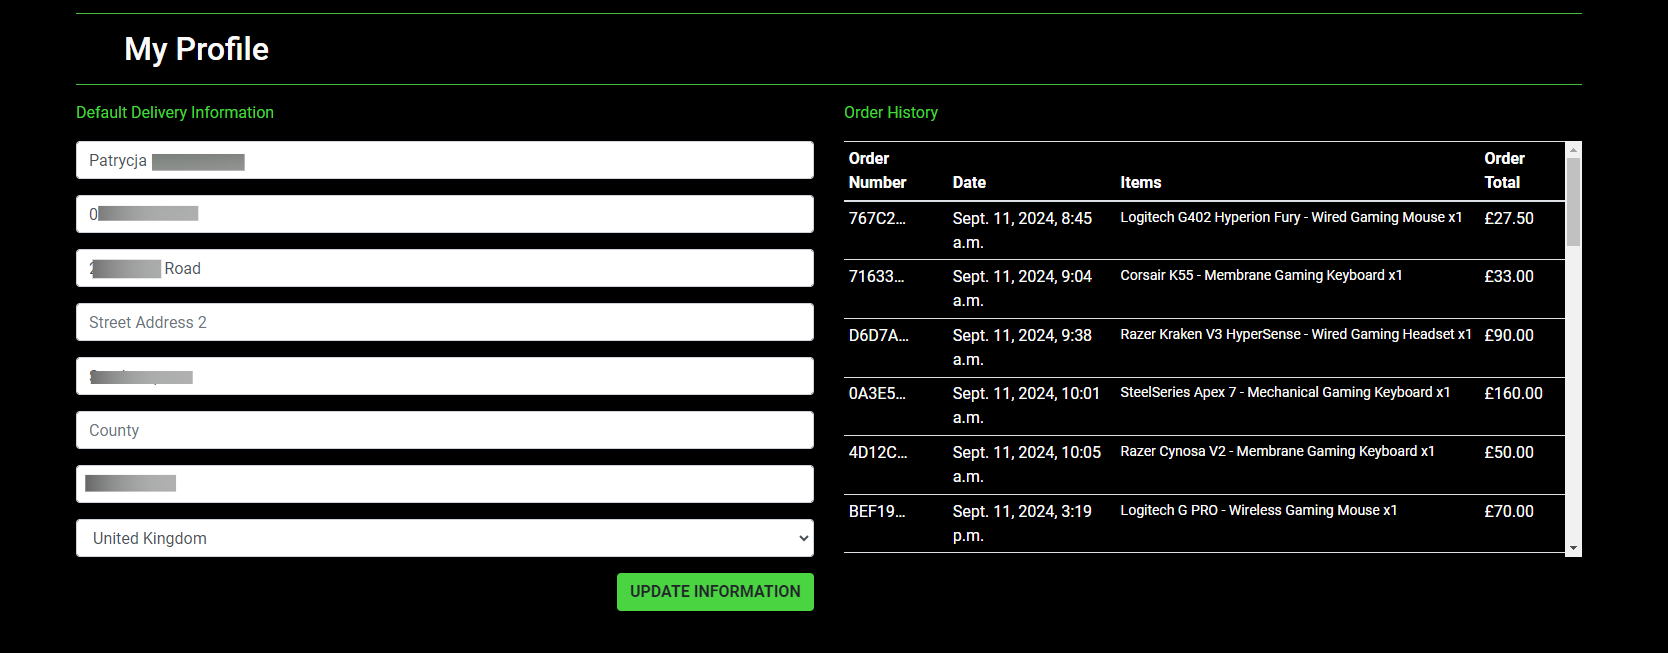 My Profile
Default Delivery Information
Patrycja
0
Road
Street Address 2
County
United Kingdom
UPDATE INFORMATION
Order History
Order Number Date Items Order Total
767C2... Sept. 11, 2024, 8:45 a.m. Logitech G402 Hyperion Fury - Wired Gaming Mouse x1 £27.50
71633... Sept. 11, 2024, 9:04 a.m. Corsair K55 - Membrane Gaming Keyboard x1 £33.00
D6D7A... Sept. 11, 2024, 9:38 a.m. Razer Kraken V3 HyperSense - Wired Gaming Headset x1 £90.00
0A3E5... Sept. 11, 2024, 10:01 a.m. SteelSeries Apex 7 - Mechanical Gaming Keyboard x1 £160.00
4D12C... Sept. 11, 2024, 10:05 a.m. Razer Cynosa V2 - Membrane Gaming Keyboard x1 £50.00
BEF19... Sept. 11, 2024, 3:19 p.m. Logitech G PRO - Wireless Gaming Mouse x1 £70.00